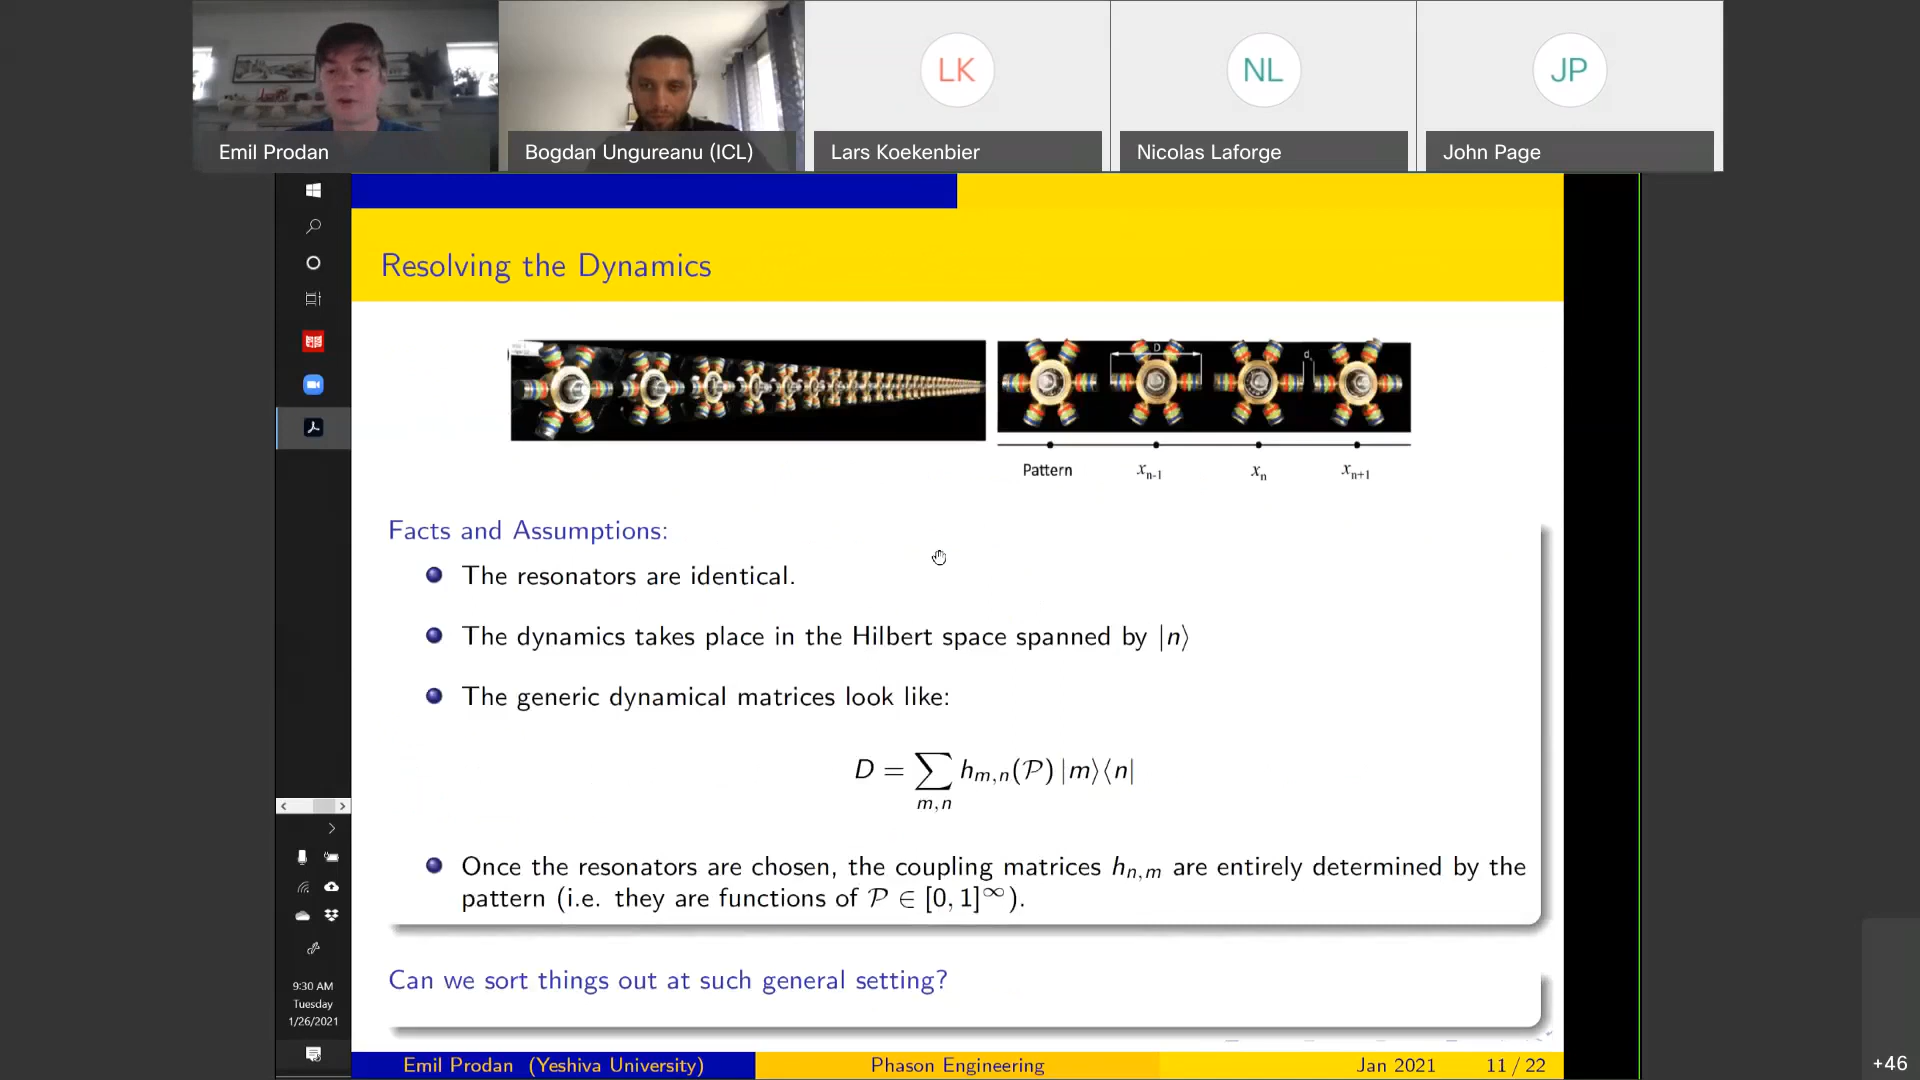 LK
NL
JP
Emil Prodan
Bogdan Ungureanu (ICL)
Lars Koekenbier
Nicolas Laforge
John Page
Resolving the Dynamics
D
d
Pattern
x_{n-1}
x_n
x_{n+1}
Facts and Assumptions:
The resonators are identical.
The dynamics takes place in the Hilbert space spanned by |n⟩
The generic dynamical matrices look like:
D = ∑_{m,n} h_{m,n}(𝒫) |m⟩⟨n|
Once the resonators are chosen, the coupling matrices h_{n,m} are entirely determined by the
pattern (i.e. they are functions of 𝒫 ∈ [0, 1]^∞).
Can we sort things out at such general setting?
9:30 AM
Tuesday
1/26/2021
Emil Prodan (Yeshiva University)
Phason Engineering
Jan 2021
11 / 22
+46